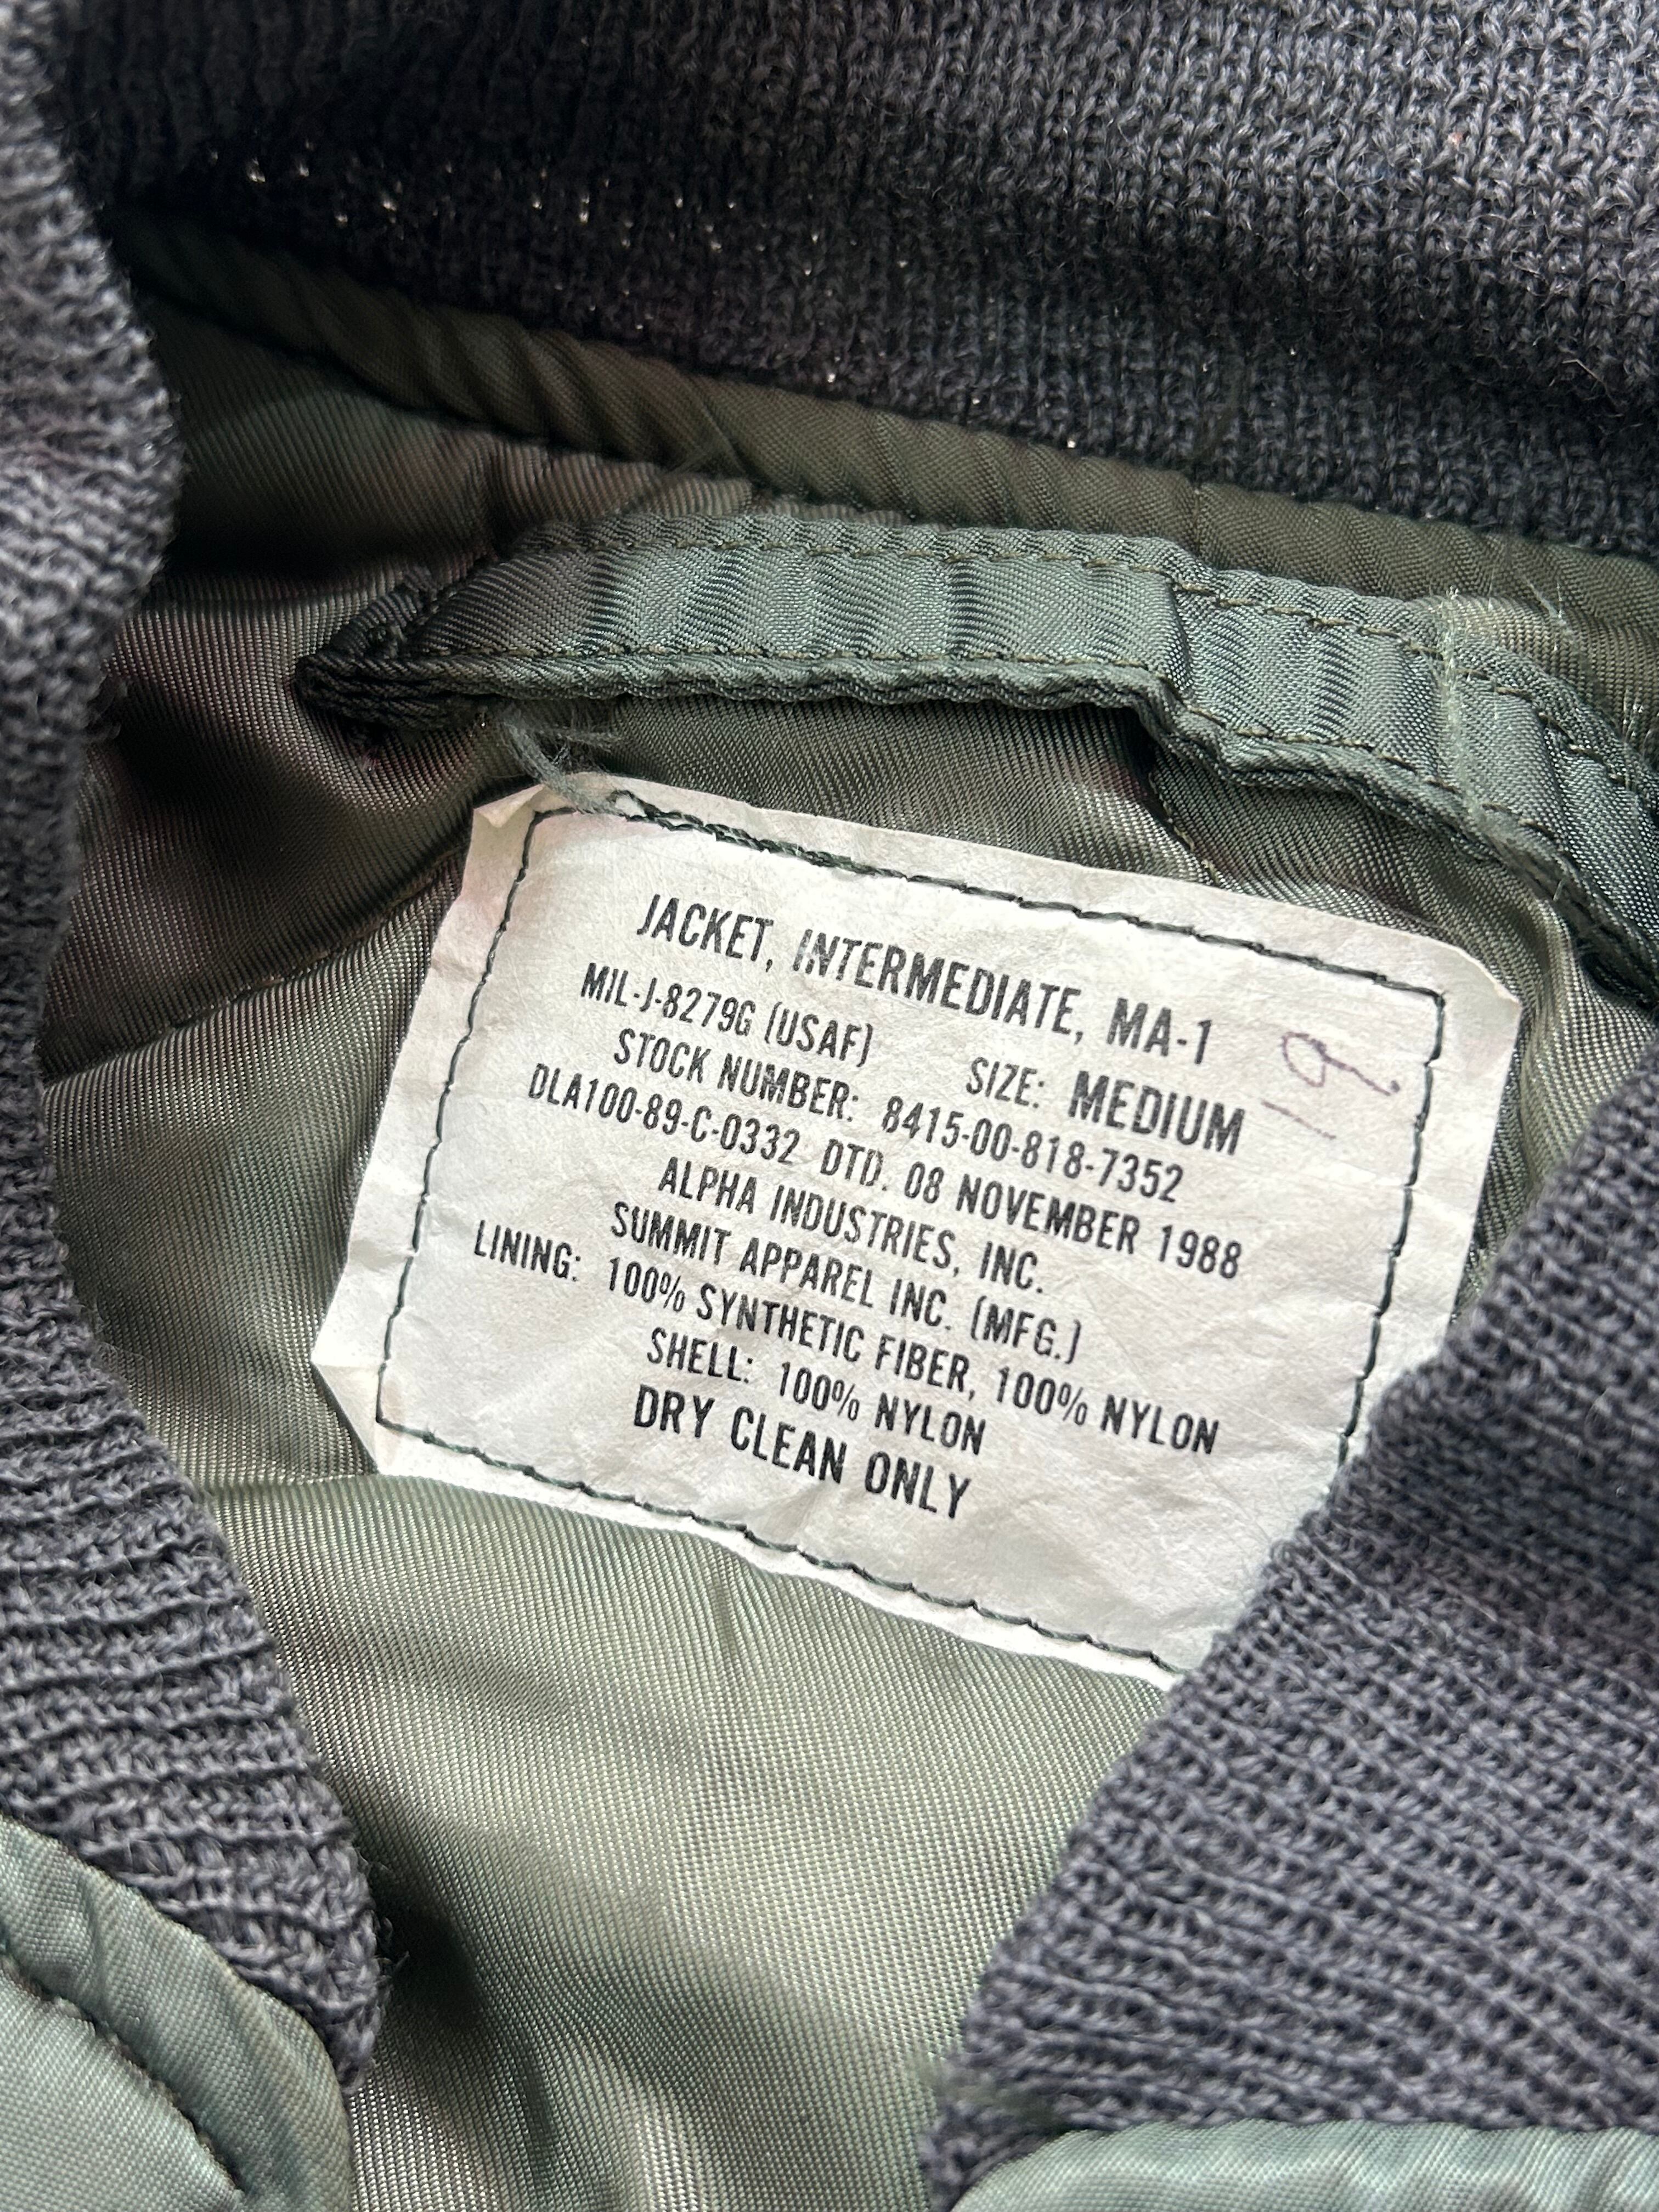 JACKET, INTERMEDIATE, MA-1
MIL-J-8279G (USAF) SIZE: MEDIUM
STOCK NUMBER: 8415-00-818-7352
DLA100-89-C-0332 DTD. 08 NOVEMBER 1988
ALPHA INDUSTRIES, INC.
SUMMIT APPAREL INC. (MFG.)
LINING: 100% SYNTHETIC FIBER, 100% NYLON
SHELL: 100% NYLON
DRY CLEAN ONLY